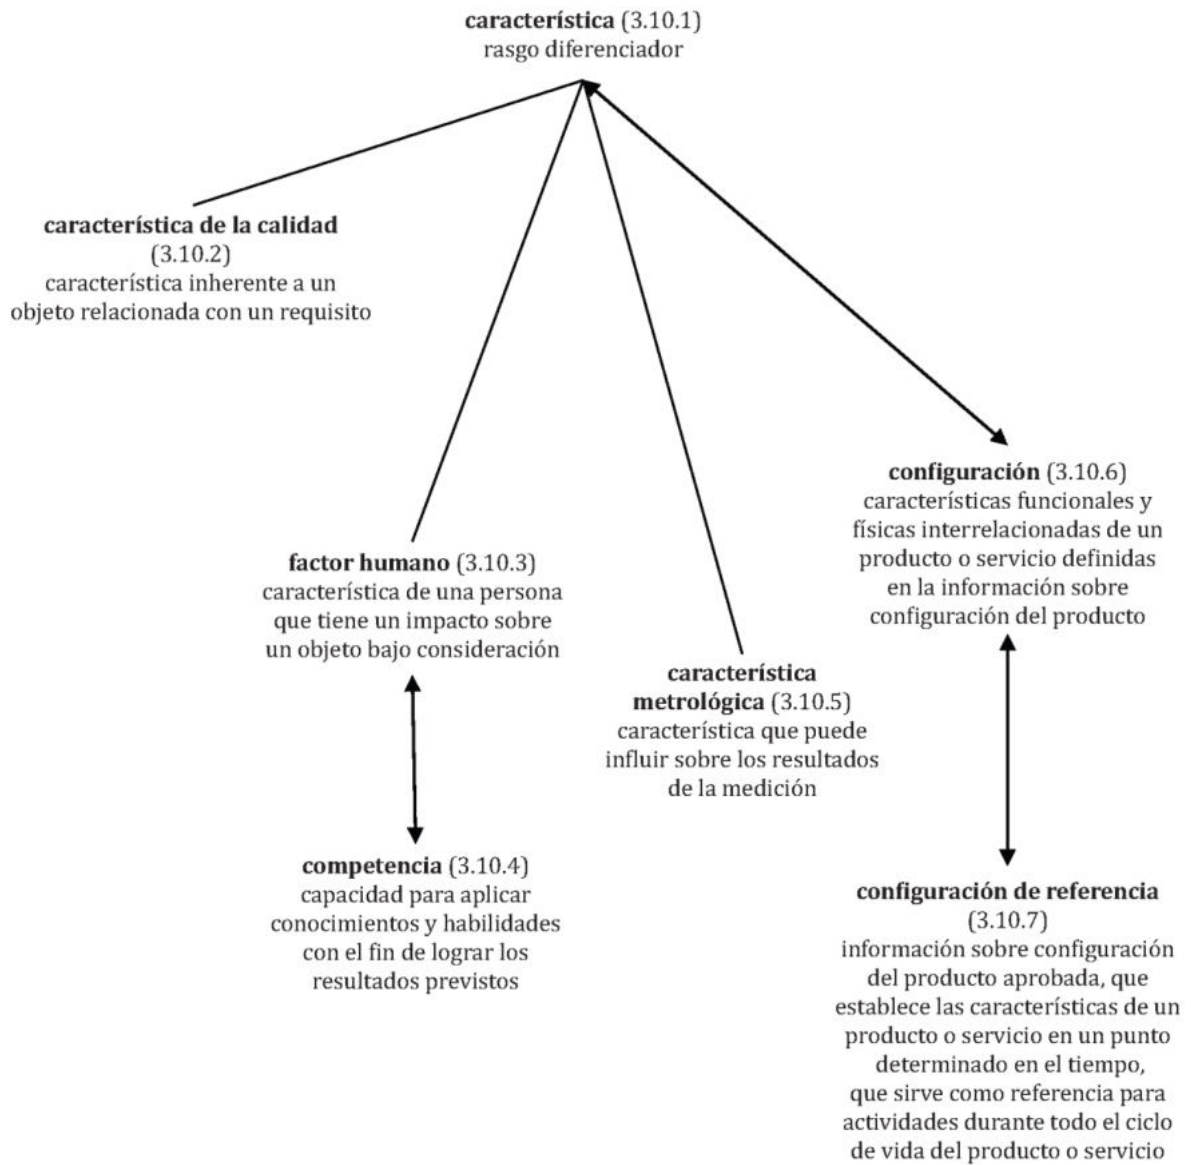 característica (3.10.1)
rasgo diferenciador
característica de la calidad
(3.10.2)
característica inherente a un
objeto relacionada con un requisito
configuración (3.10.6)
características funcionales y
físicas interrelacionadas de un
producto o servicio definidas
en la información sobre
configuración del producto
factor humano (3.10.3)
característica de una persona
que tiene un impacto sobre
un objeto bajo consideración
característica
metrológica (3.10.5)
característica que puede
influir sobre los resultados
de la medición
competencia (3.10.4)
capacidad para aplicar
conocimientos y habilidades
con el fin de lograr los
resultados previstos
configuración de referencia
(3.10.7)
información sobre configuración
del producto aprobada, que
establece las características de un
producto o servicio en un punto
determinado en el tiempo,
que sirve como referencia para
actividades durante todo el ciclo
de vida del producto o servicio